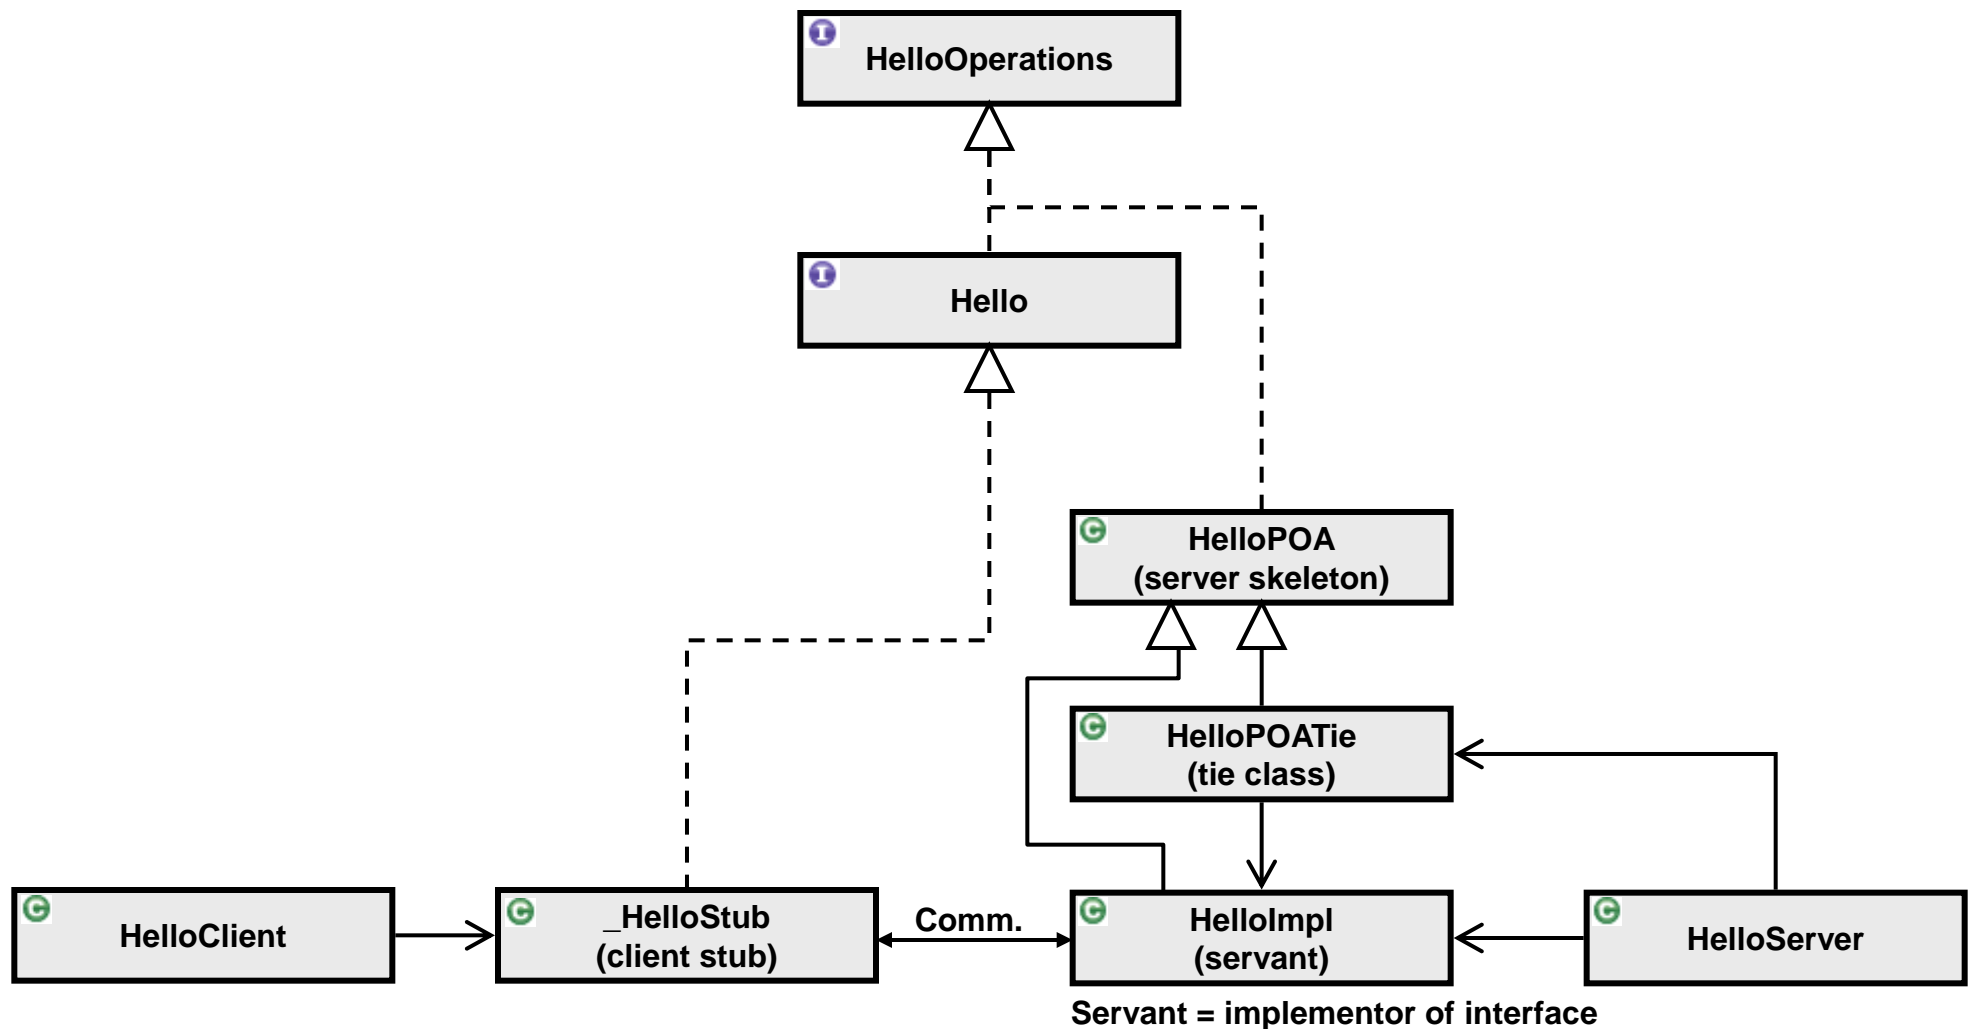 I
HelloOperations
I
Hello
C
HelloPOA
(server skeleton)
C
HelloPOATie
(tie class)
C
HelloClient
C
_HelloStub
(client stub)
Comm.
C
HelloImpl
(servant)
C
HelloServer
Servant = implementor of interface